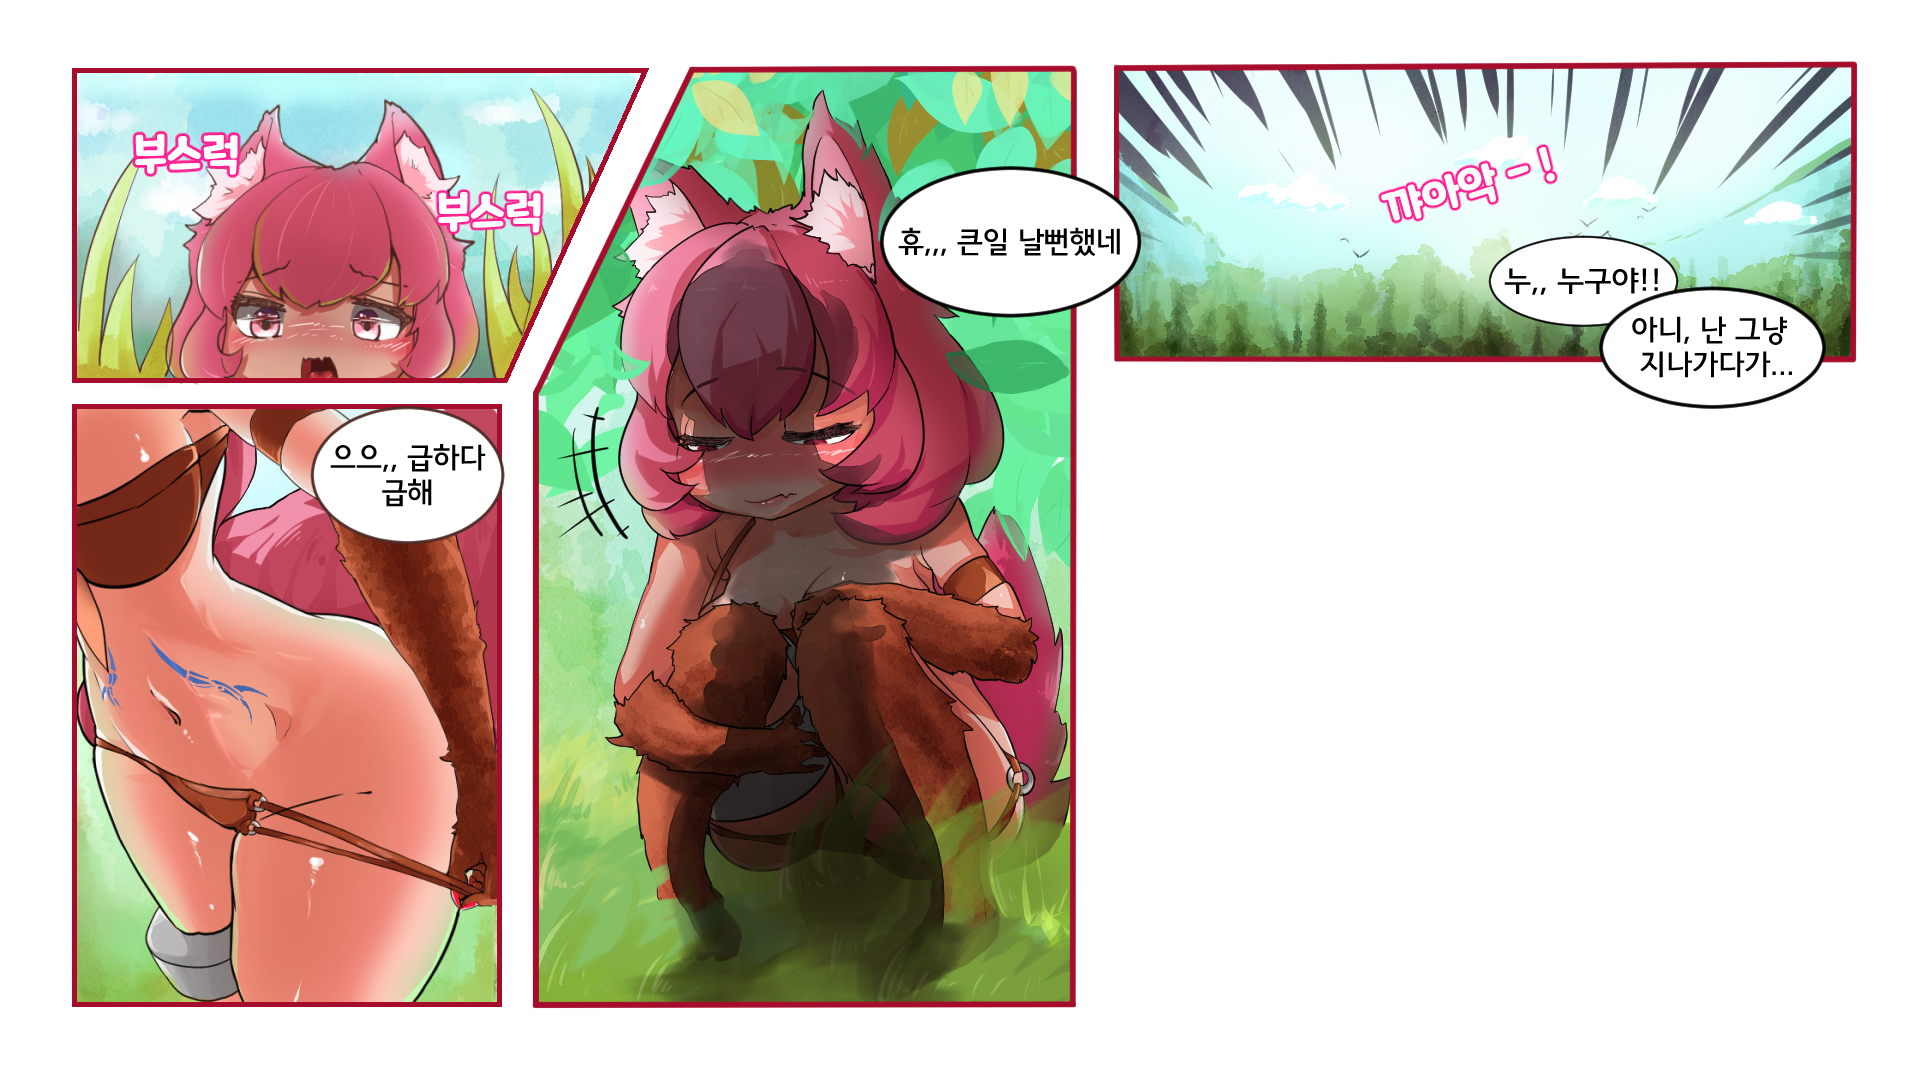 부스럭
부스럭
으으,, 급하다
급해
휴,,, 큰일 날뻔했네
꺄아악 - !
누,, 누구야!!
아니, 난 그냥
지나가다가...